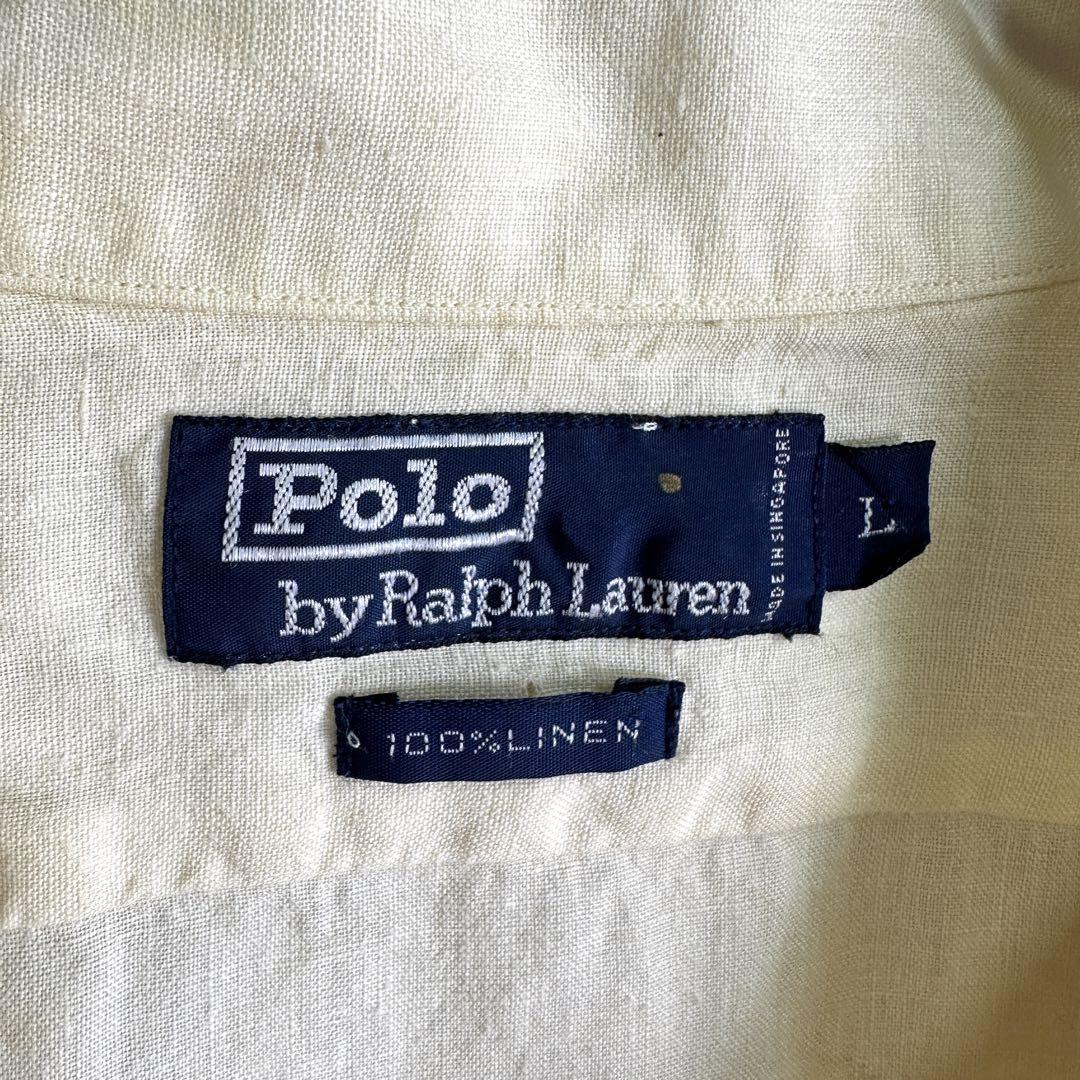 Polo
by Ralph Lauren
MADE IN SINGAPORE
L
100% LINEN